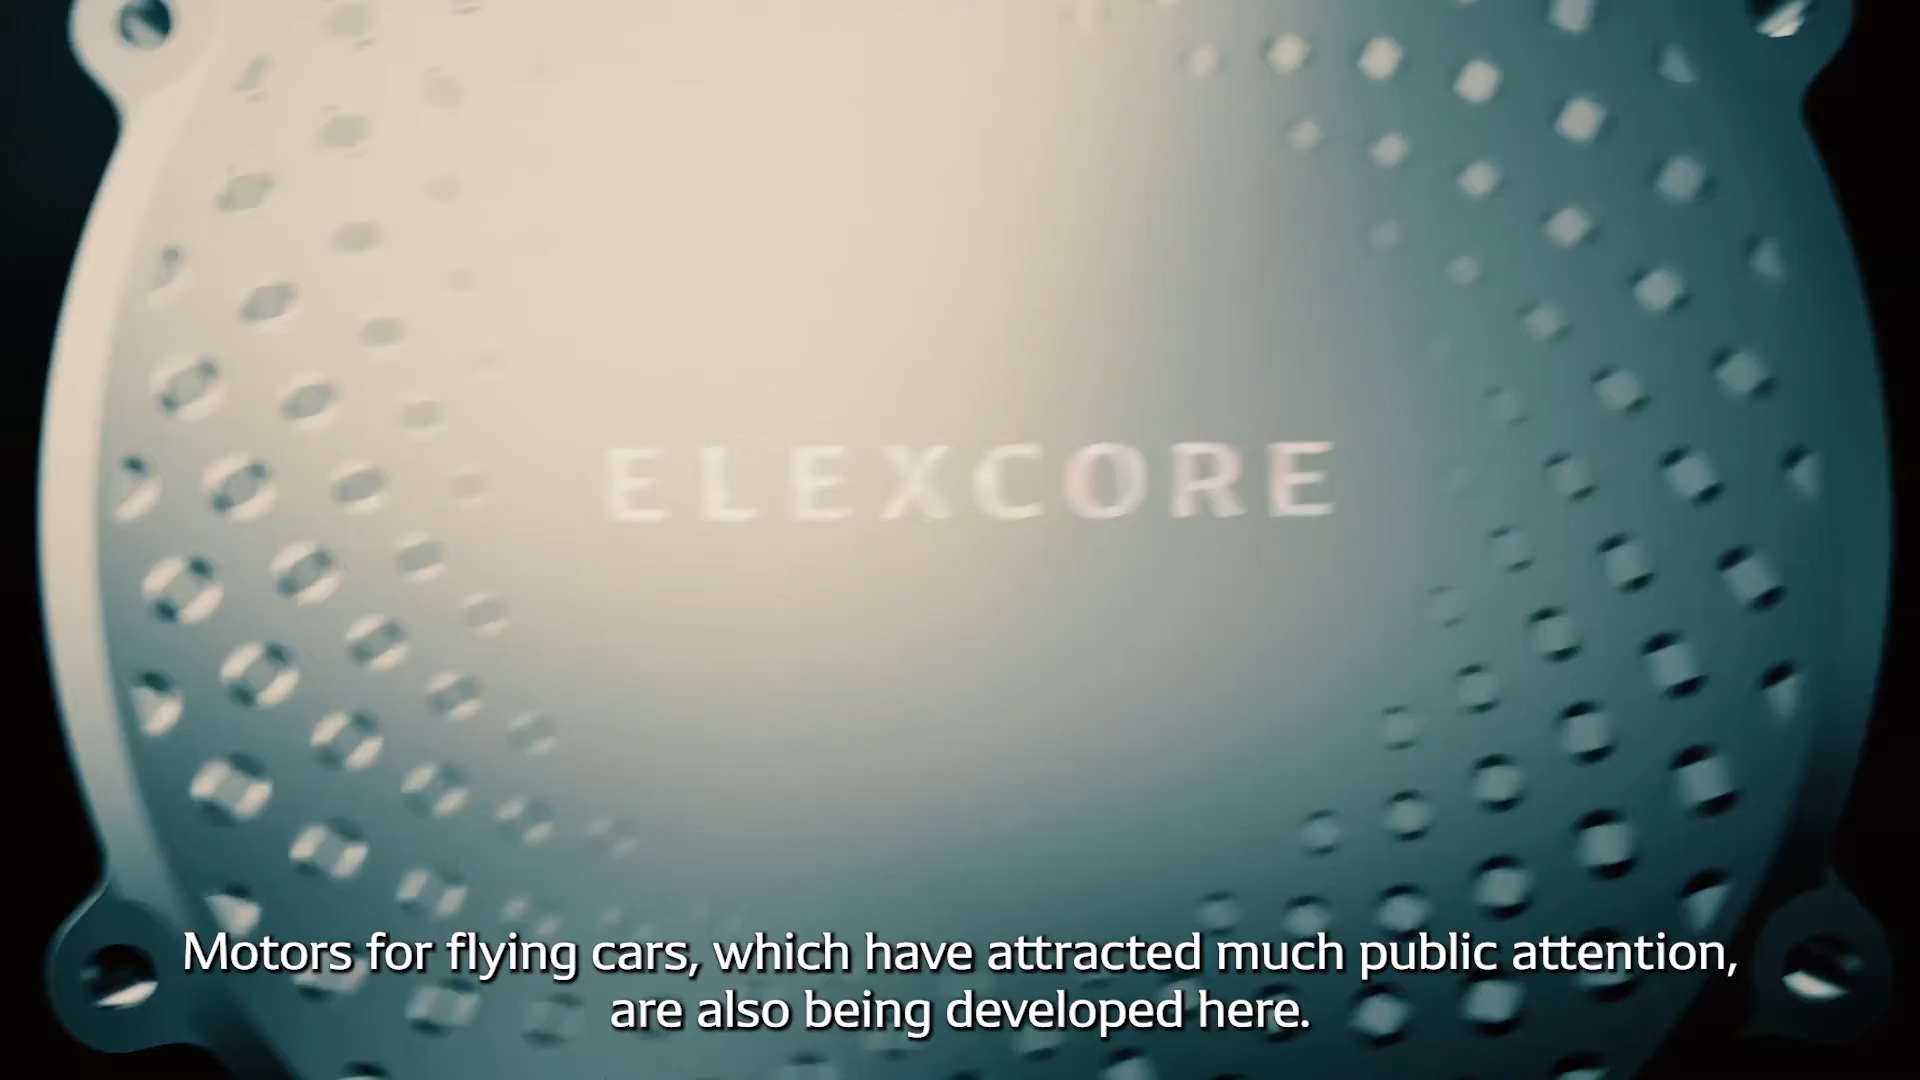 ELEXCORE
Motors for flying cars, which have attracted much public attention,
are also being developed here.